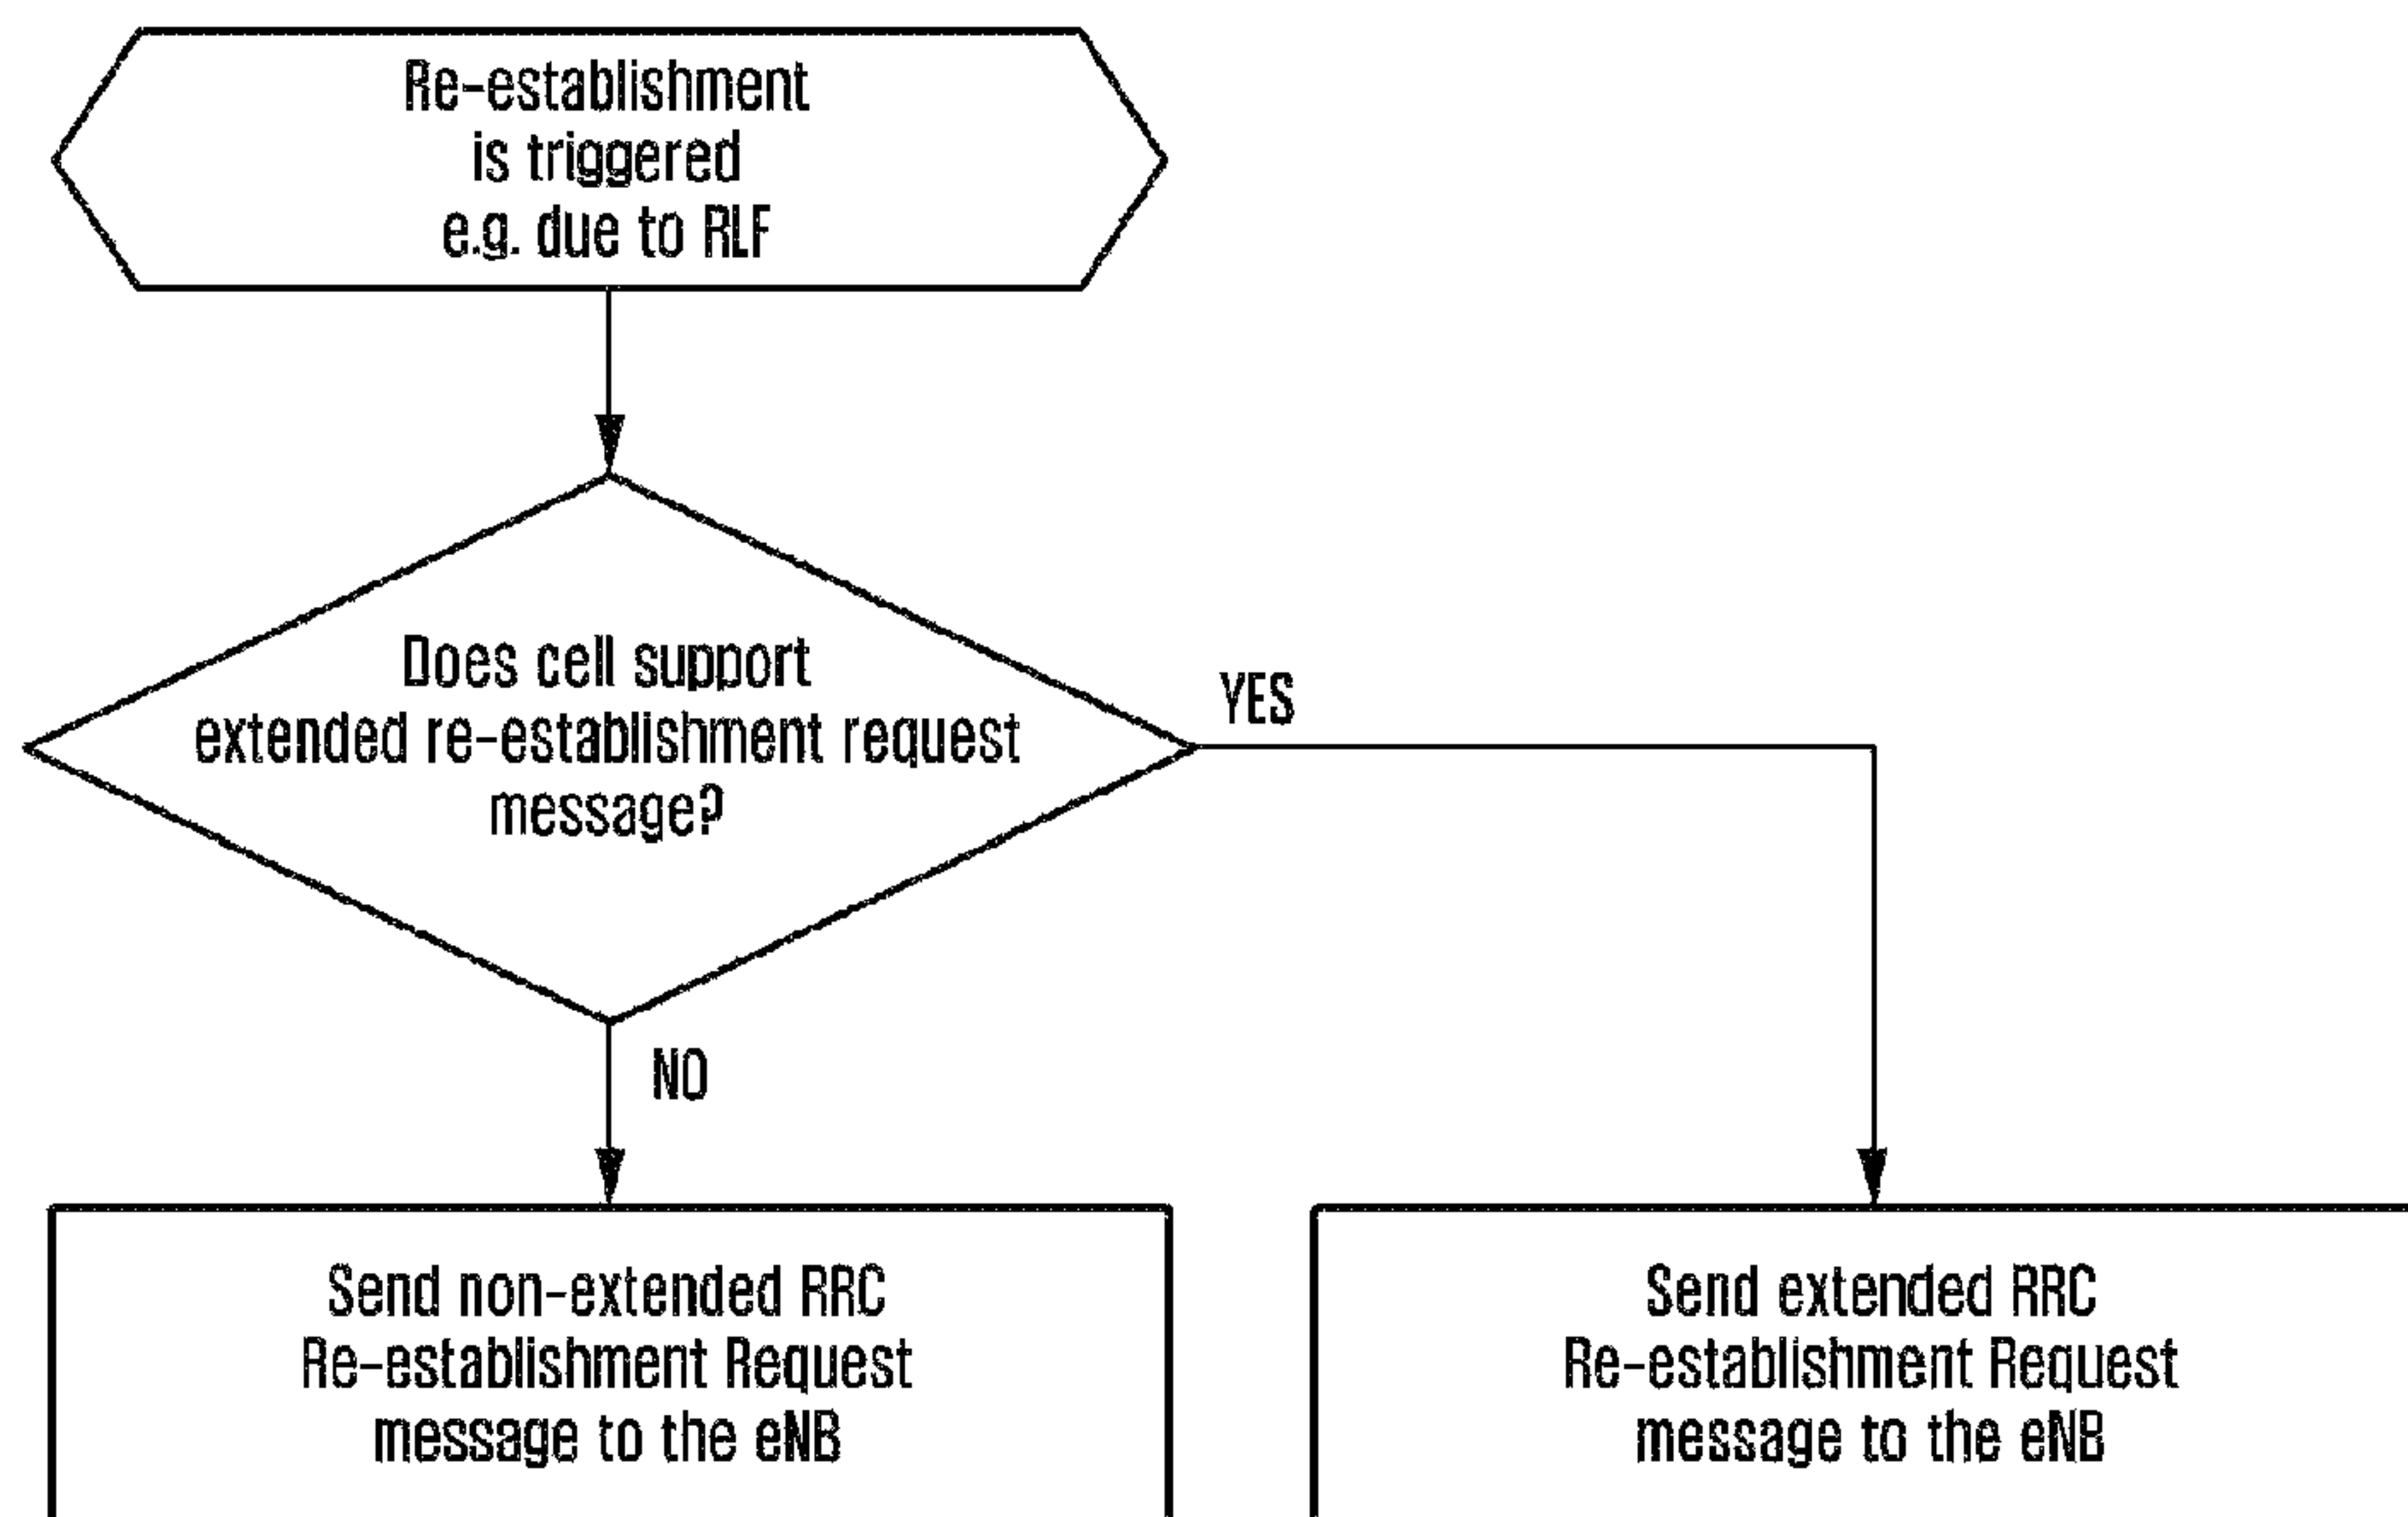 Re-establishment
is triggered
e.g. due to RLF
Does cell support
extended re-establishment request
message?
YES
NO
Send non-extended RRC
Re-establishment Request
message to the eNB
Send extended RRC
Re-establishment Request
message to the eNB